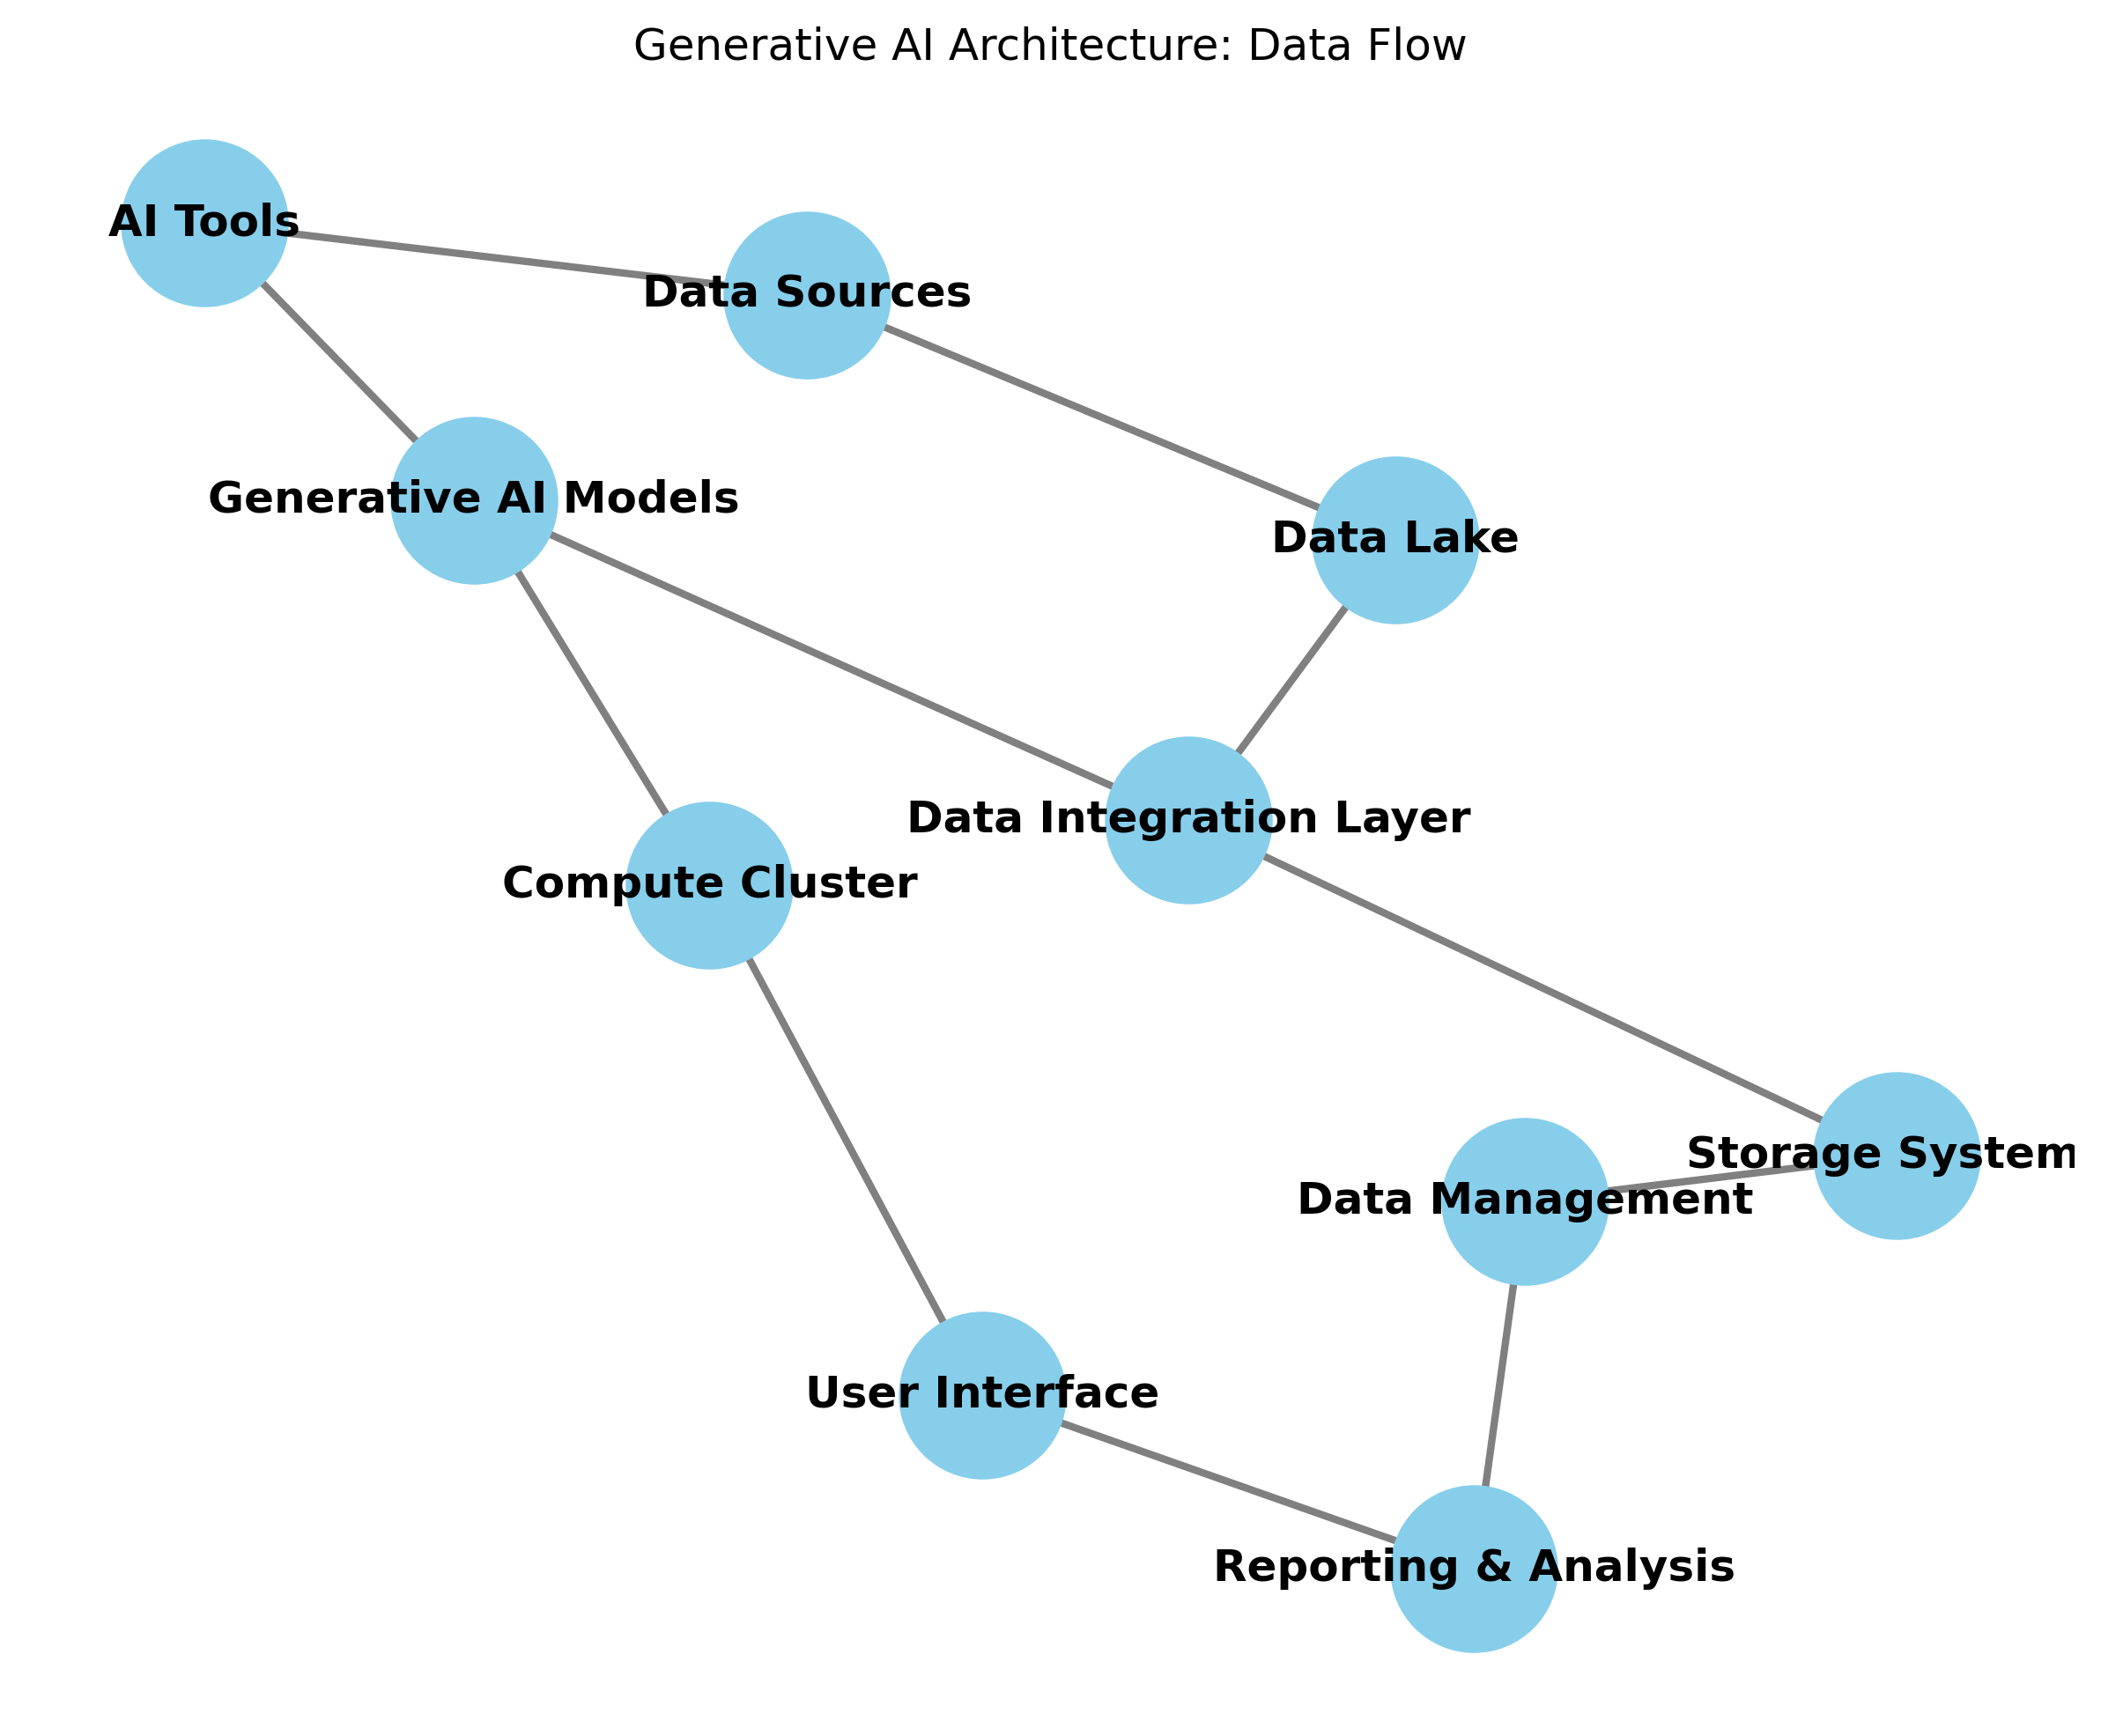 Generative AI Architecture: Data Flow
AI Tools
Data Sources
Generative AI Models
Data Lake
Data Integration Layer
Compute Cluster
Storage System
Data Management
User Interface
Reporting & Analysis